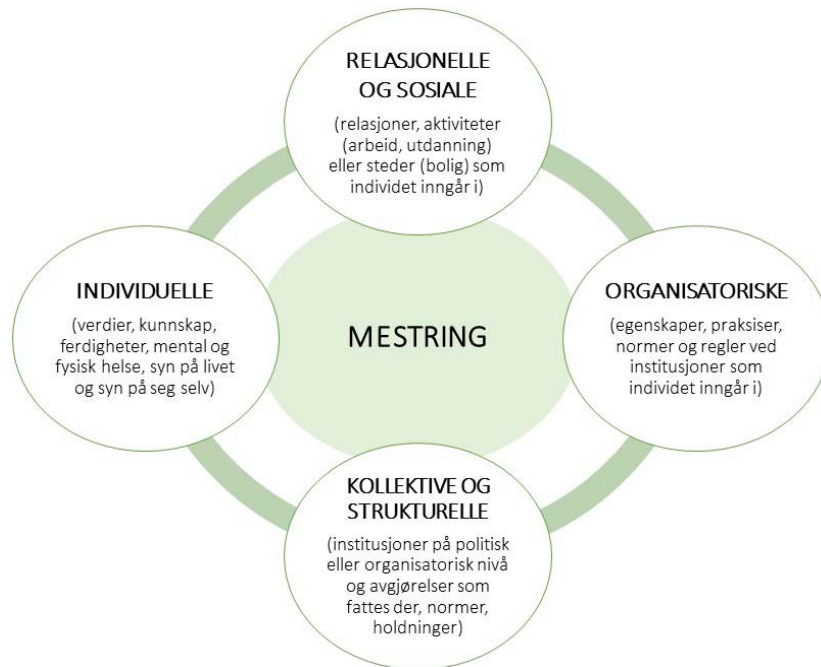 RELASJONELLE
OG SOSIALE
(relasjoner, aktiviteter
(arbeid, utdanning)
eller steder (bolig) som
individet inngår i)
INDIVIDUELLE
(verdier, kunnskap,
ferdigheter, mental og
fysisk helse, syn på livet
og syn på seg selv)
MESTRING
ORGANISATORISKE
(egenskaper, praksiser,
normer og regler ved
institusjoner som
individet inngår i)
KOLLEKTIVE OG
STRUKTURELLE
(institusjoner på politisk
eller organisatorisk nivå
og avgjørelser som
fattes der, normer,
holdninger)